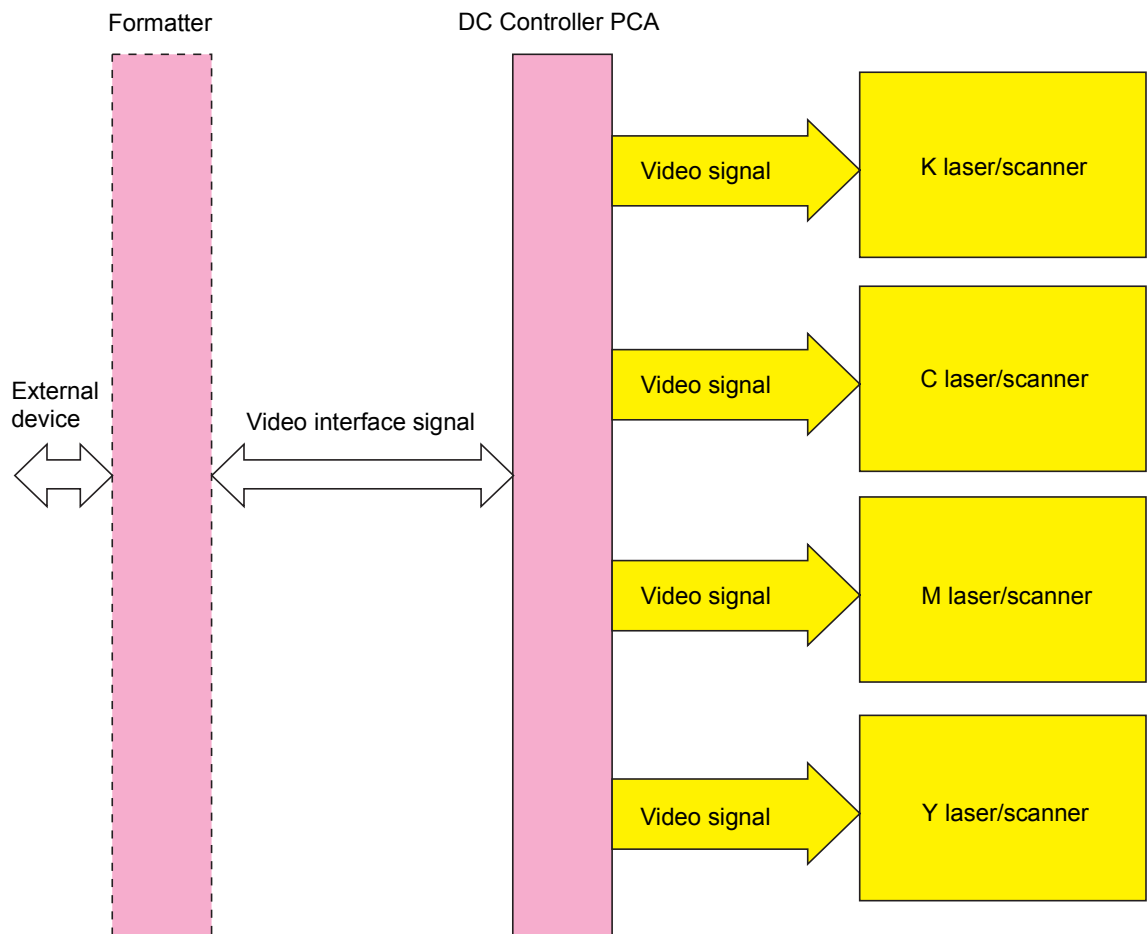 Formatter
DC Controller PCA
Video signal
K laser/scanner
Video signal
C laser/scanner
External
device
Video interface signal
Video signal
M laser/scanner
Video signal
Y laser/scanner